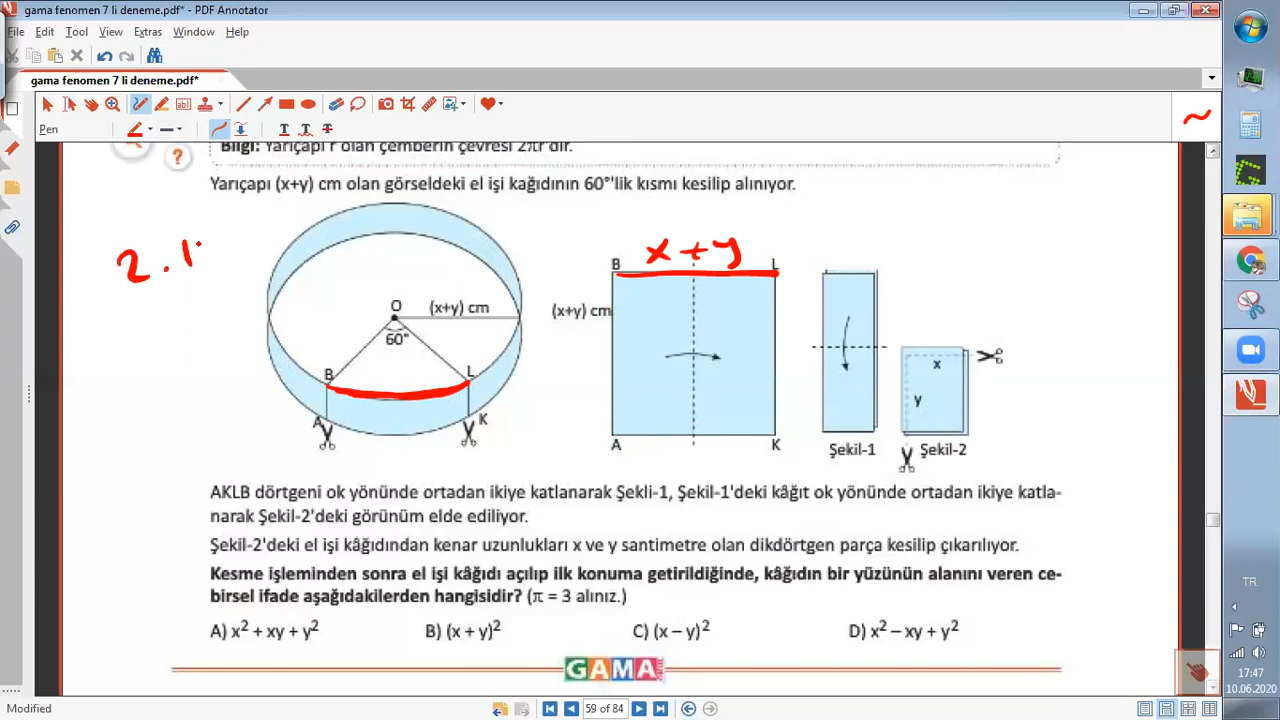 gama fenomen 7 li deneme.pdf* - PDF Annotator
File Edit Tool View Extras Window Help
gama fenomen 7 li deneme.pdf*
Pen
Bilgi: Yarıçapı r olan çemberin çevresi 2πr'dir.
Yarıçapı (x+y) cm olan görseldeki el işi kağıdının 60°'lik kısmı kesilip alınıyor.
2.
x + y
B L
O (x+y) cm
60°
(x+y) cm
B L
A K
x
y
A K
Şekil-1 Şekil-2
AKLB dörtgeni ok yönünde ortadan ikiye katlanarak Şekli-1, Şekil-1'deki kâğıt ok yönünde ortadan ikiye katla-
narak Şekil-2'deki görünüm elde ediliyor.
Şekil-2'deki el işi kâğıdından kenar uzunlukları x ve y santimetre olan dikdörtgen parça kesilip çıkarılıyor.
Kesme işleminden sonra el işi kâğıdı açılıp ilk konuma getirildiğinde, kâğıdın bir yüzünün alanını veren ce-
birsel ifade aşağıdakilerden hangisidir? (π = 3 alınız.)
A) x² + xy + y² B) (x + y)² C) (x – y)² D) x² – xy + y²
GAMA
TR
17:47
10.06.2020
Modified
59 of 84